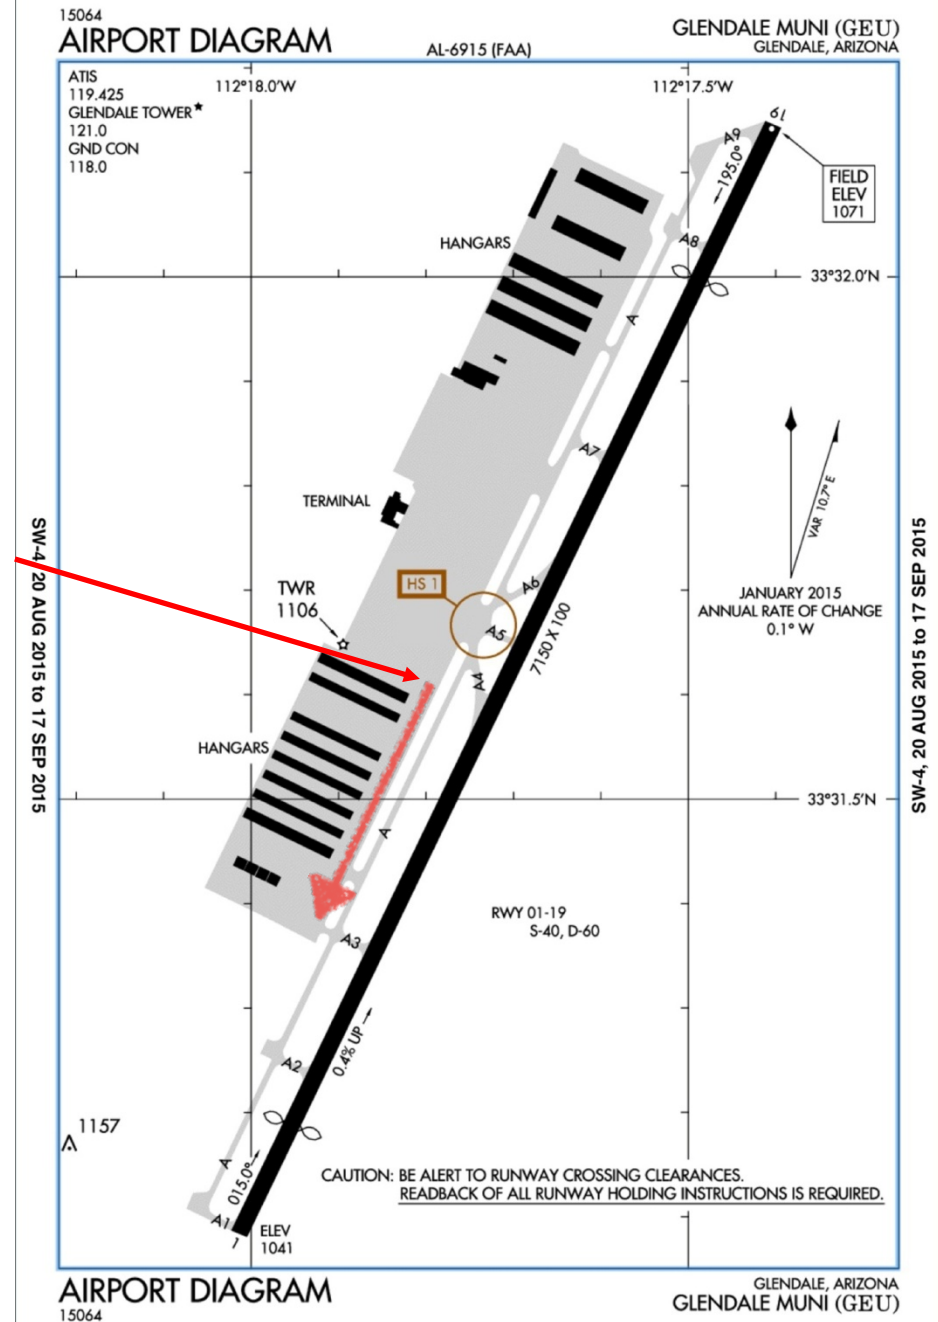 15064
AIRPORT DIAGRAM
AL-6915 (FAA)
GLENDALE MUNI (GEU)
GLENDALE, ARIZONA
ATIS
119.425
GLENDALE TOWER★
121.0
GND CON
118.0
112°18.0'W
112°17.5'W
19
A9
195.0°
FIELD
ELEV
1071
A8
HANGARS
33°32.0'N
A
A7
VAR 10.7° E
JANUARY 2015
ANNUAL RATE OF CHANGE
0.1° W
TERMINAL
HS 1
A6
TWR
1106
A5
7150 X 100
A4
HANGARS
33°31.5'N
A
RWY 01-19
S-40, D-60
A3
0.4% UP
A2
1157
A
015.0°
CAUTION: BE ALERT TO RUNWAY CROSSING CLEARANCES.
READBACK OF ALL RUNWAY HOLDING INSTRUCTIONS IS REQUIRED.
A1
1
ELEV
1041
SW-4, 20 AUG 2015 to 17 SEP 2015
SW-4, 20 AUG 2015 to 17 SEP 2015
AIRPORT DIAGRAM
15064
GLENDALE, ARIZONA
GLENDALE MUNI (GEU)